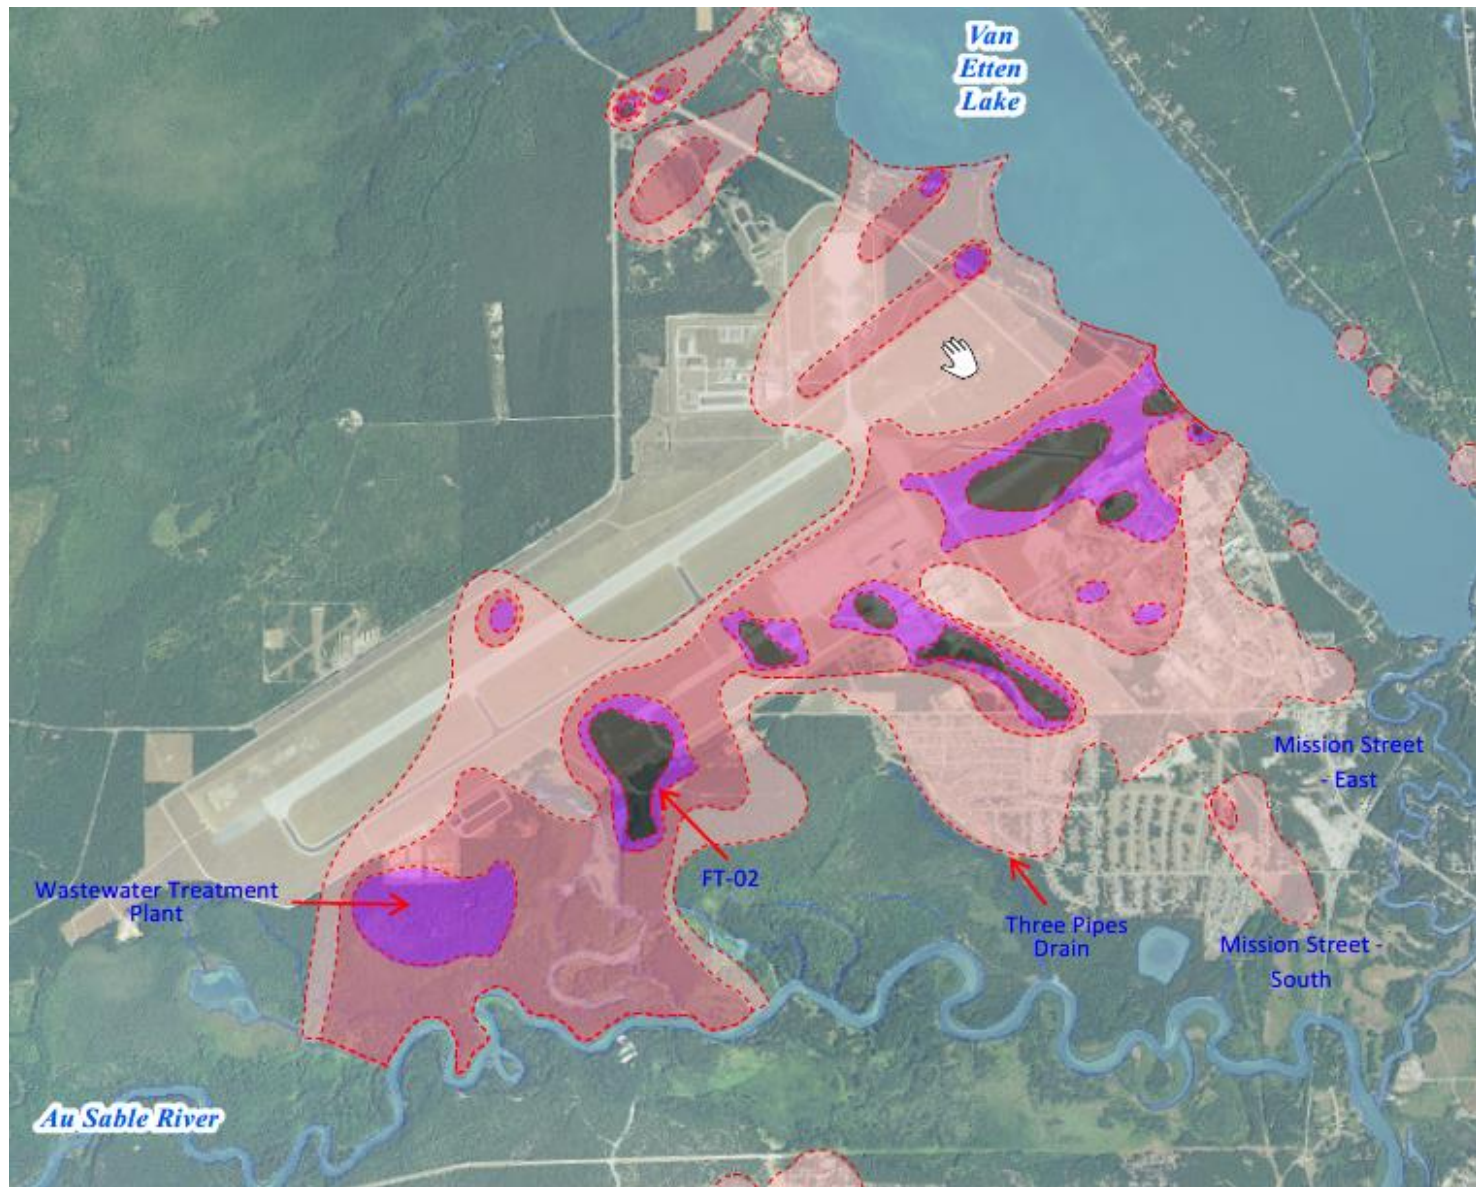 Van
Etten
Lake
Mission Street
- East
FT-02
Wastewater Treatment
Plant
Three Pipes
Drain
Mission Street -
South
Au Sable River